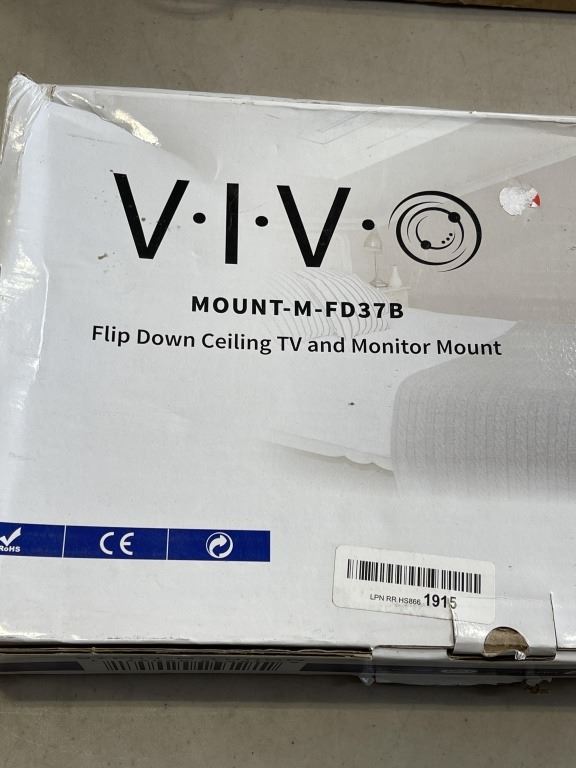 V·I·V·O
MOUNT-M-FD37B
Flip Down Ceiling TV and Monitor Mount
RoHS
CE
LPN RR HS866 1915